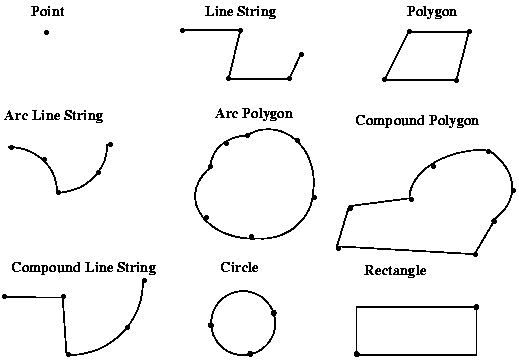 Point
Line String
Polygon
Arc Line String
Arc Polygon
Compound Polygon
Compound Line String
Circle
Rectangle